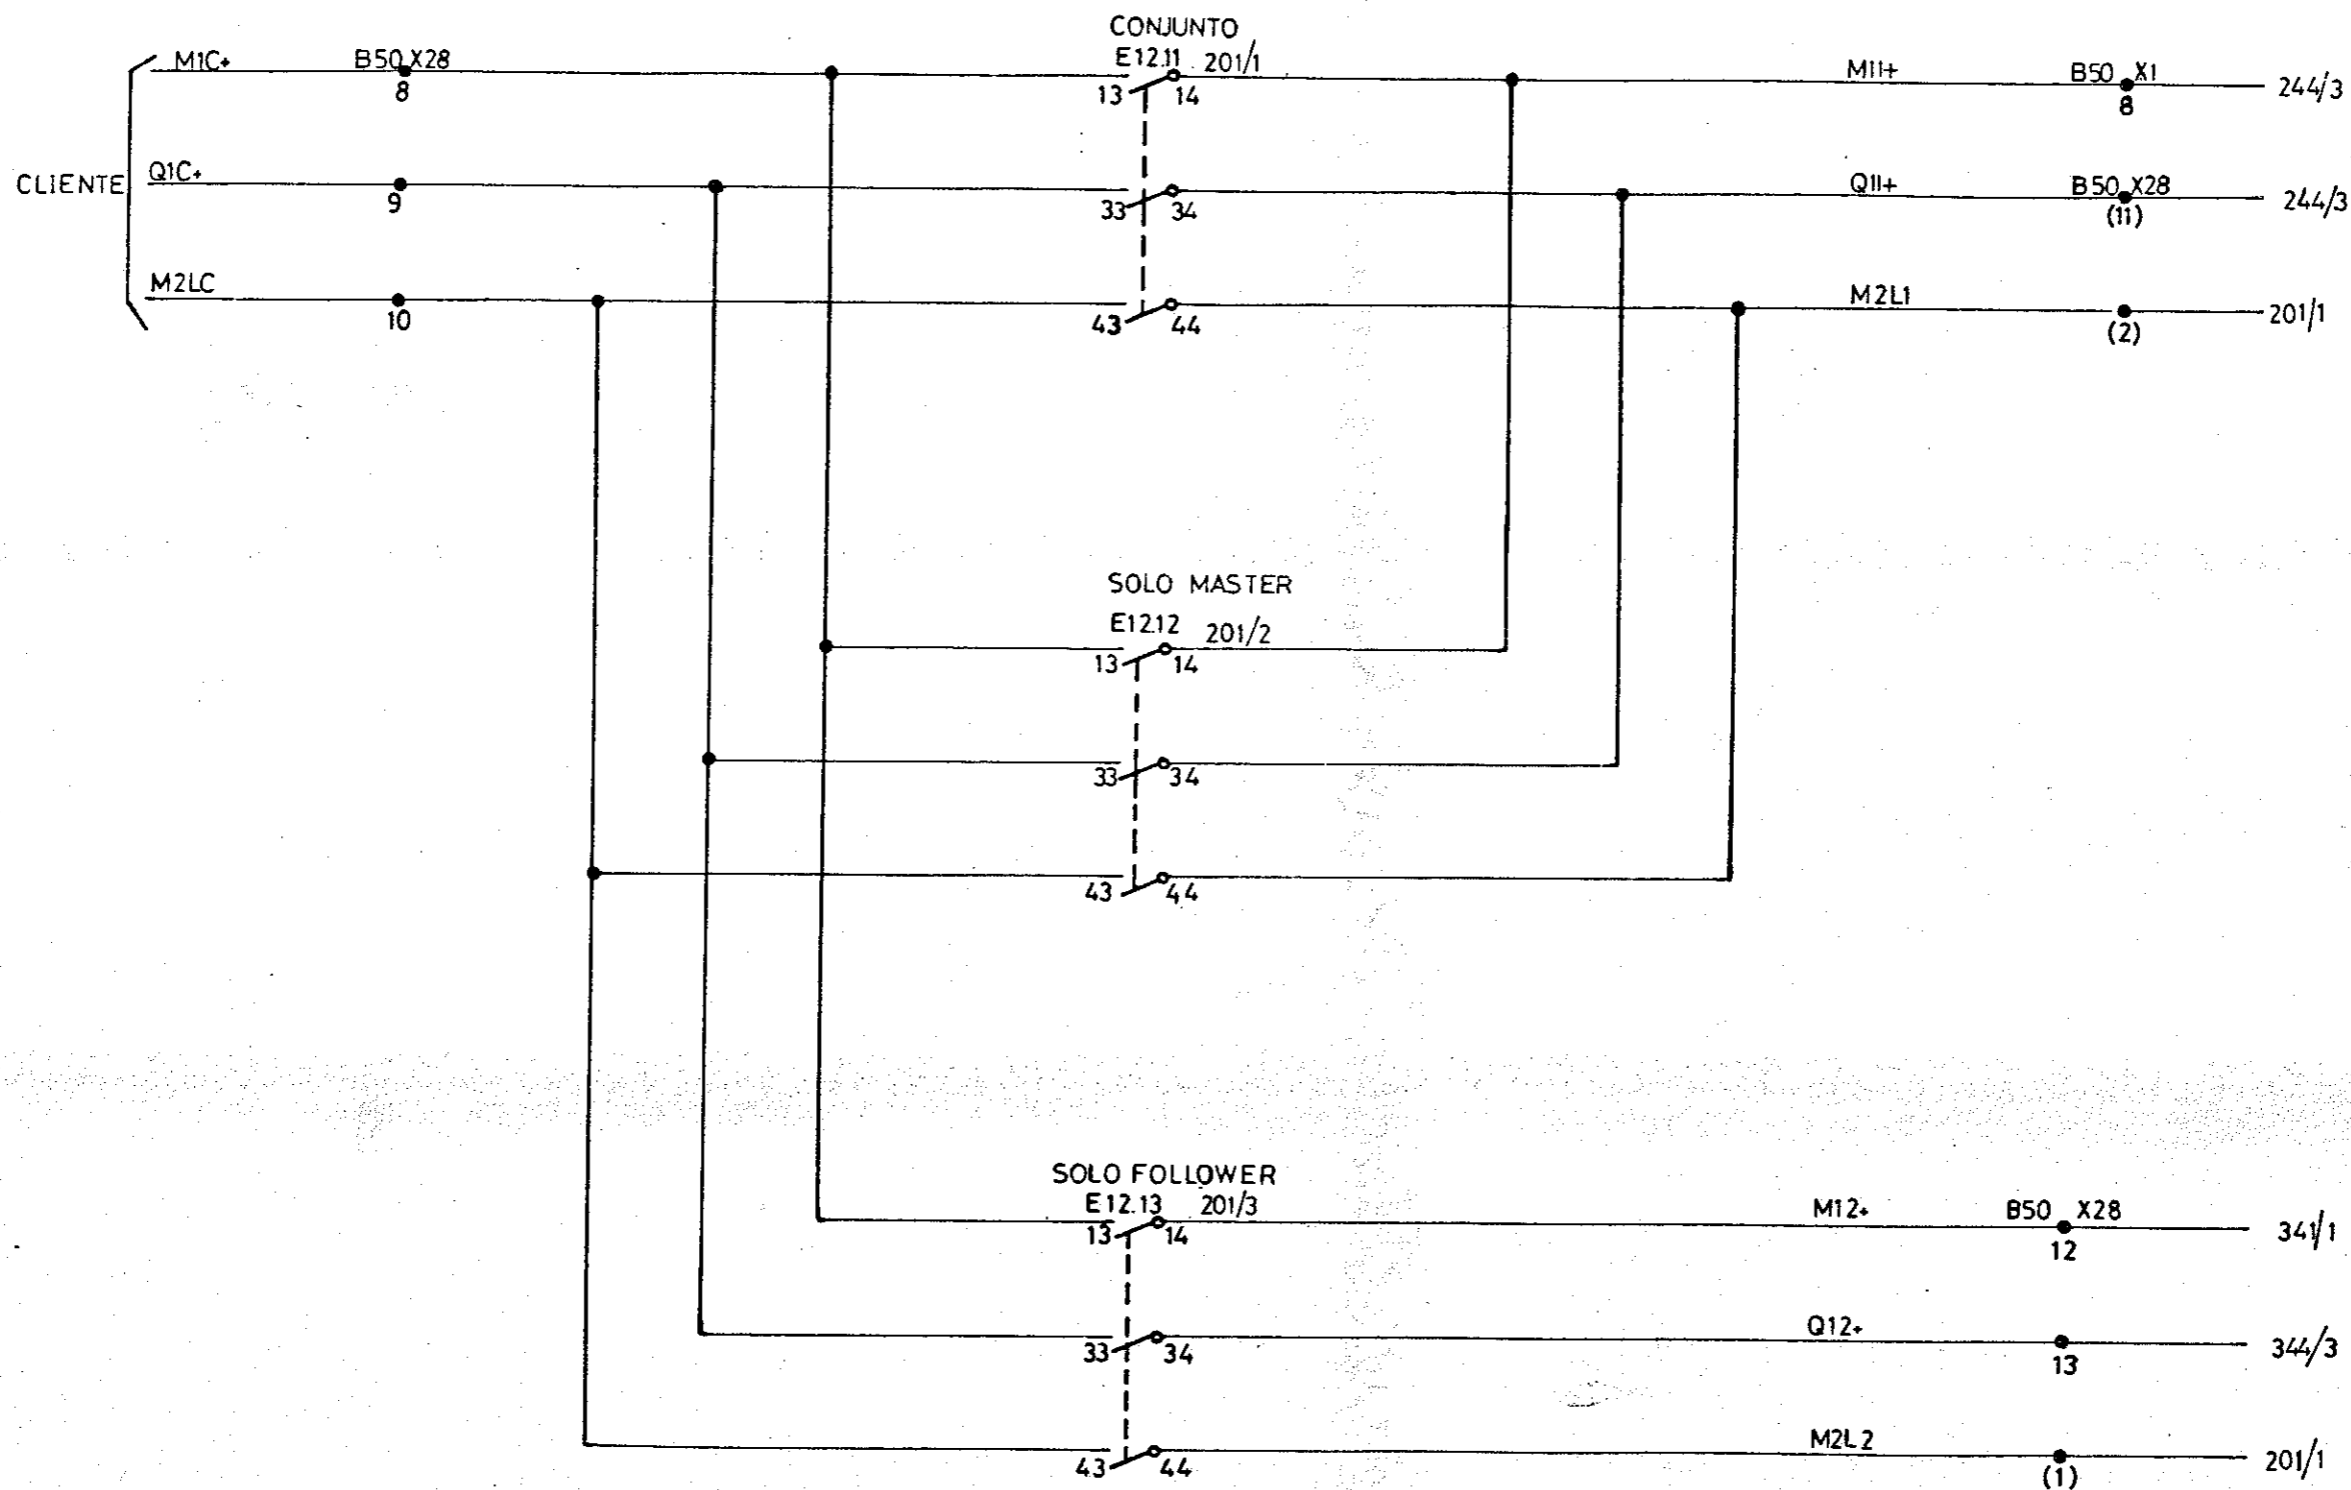 CONJUNTO
M1C+ B50 X28 E12.11 201/1 M11+ B50 X1 244/3
8 13 14 8
CLIENTE Q1C+ Q11+ B50 X28 244/3
9 33 34 (11)
M2LC M2L1 201/1
10 43 44 (2)
SOLO MASTER
E12.12 201/2
13 14
33 34
43 44
SOLO FOLLOWER
E12.13 201/3 M12+ B50 X28 341/1
13 14 12
Q12+ 344/3
33 34 13
M2L2 201/1
43 44 (1)